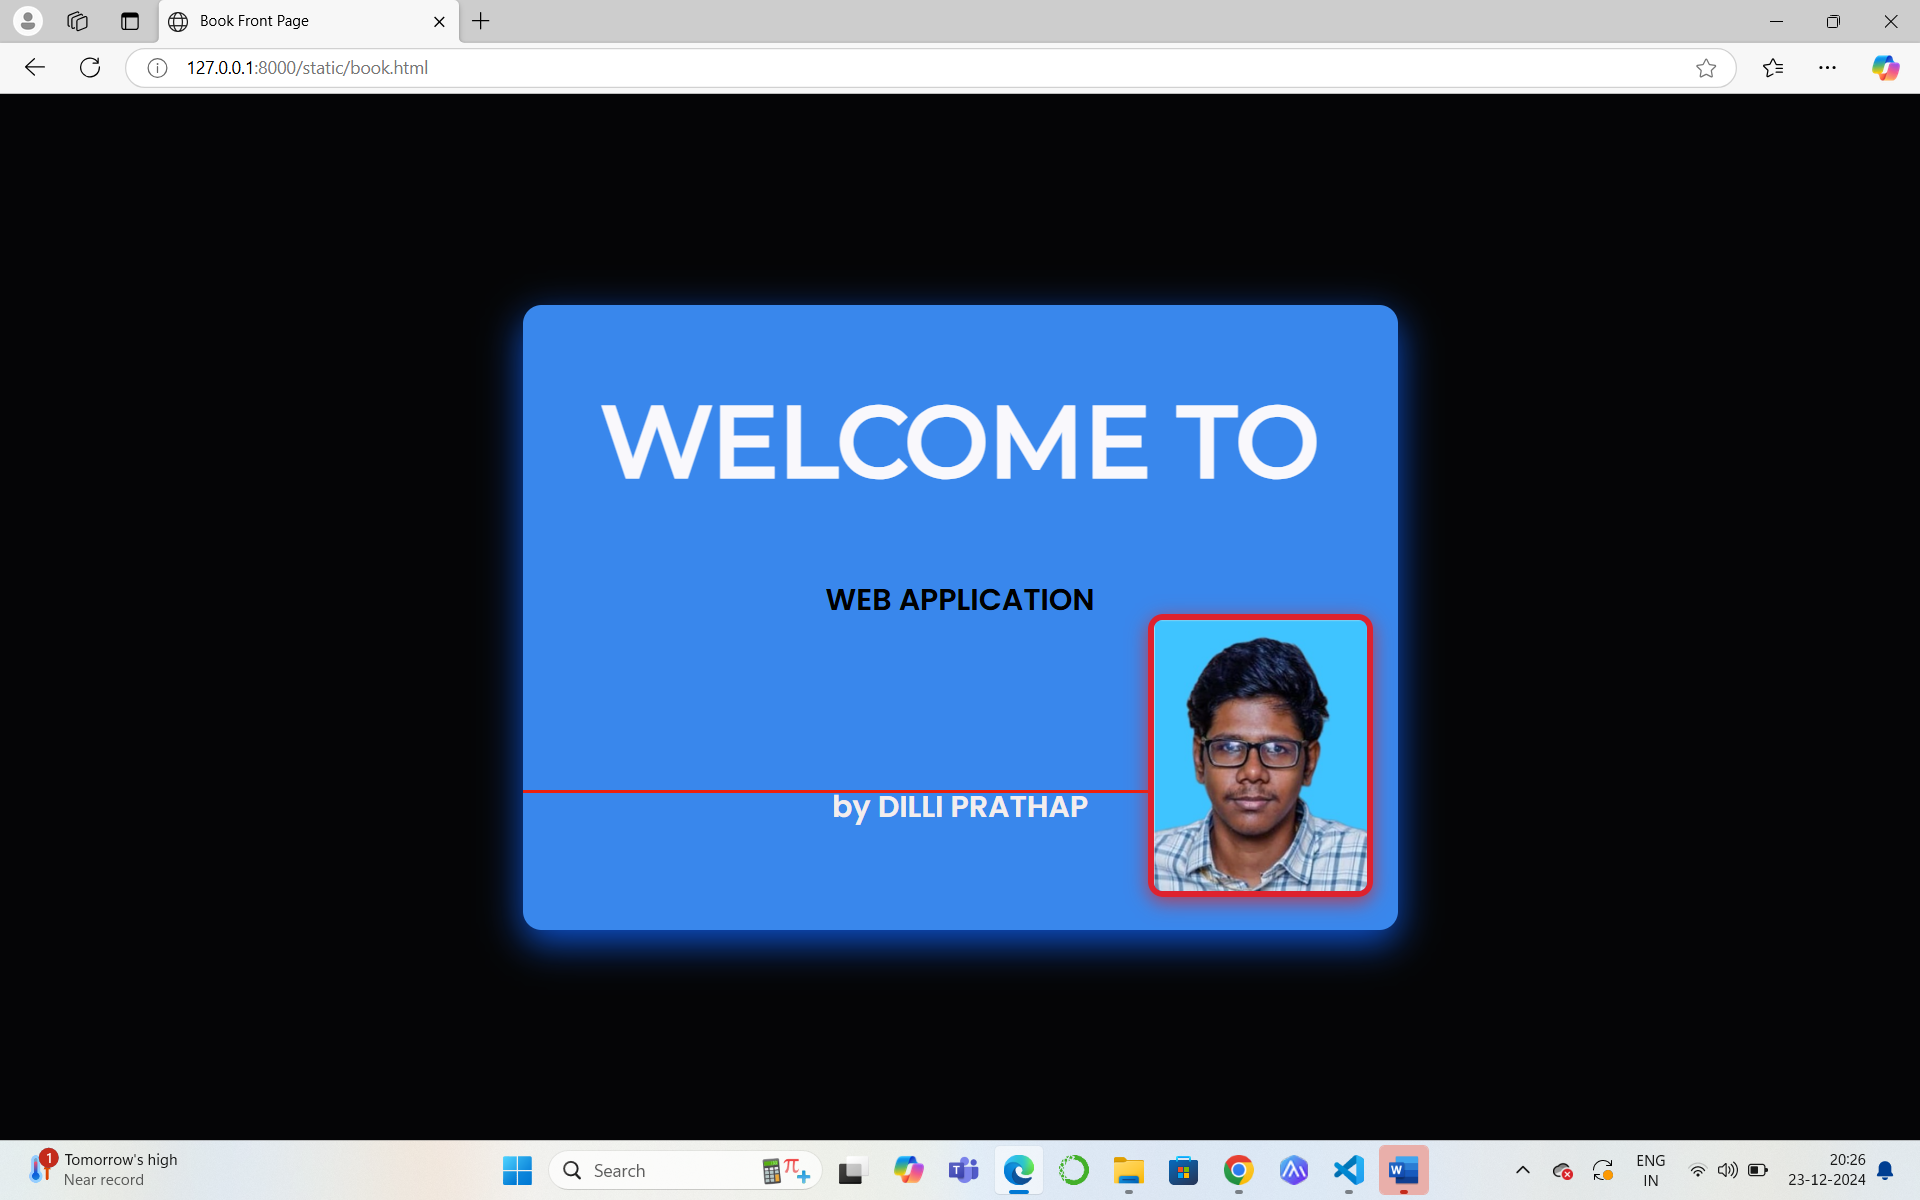 Book Front Page
127.0.0.1:8000/static/book.html
WELCOME TO
WEB APPLICATION
by DILLI PRATHAP
1
Tomorrow's high
Near record
Search
ENG
IN
20:26
23-12-2024